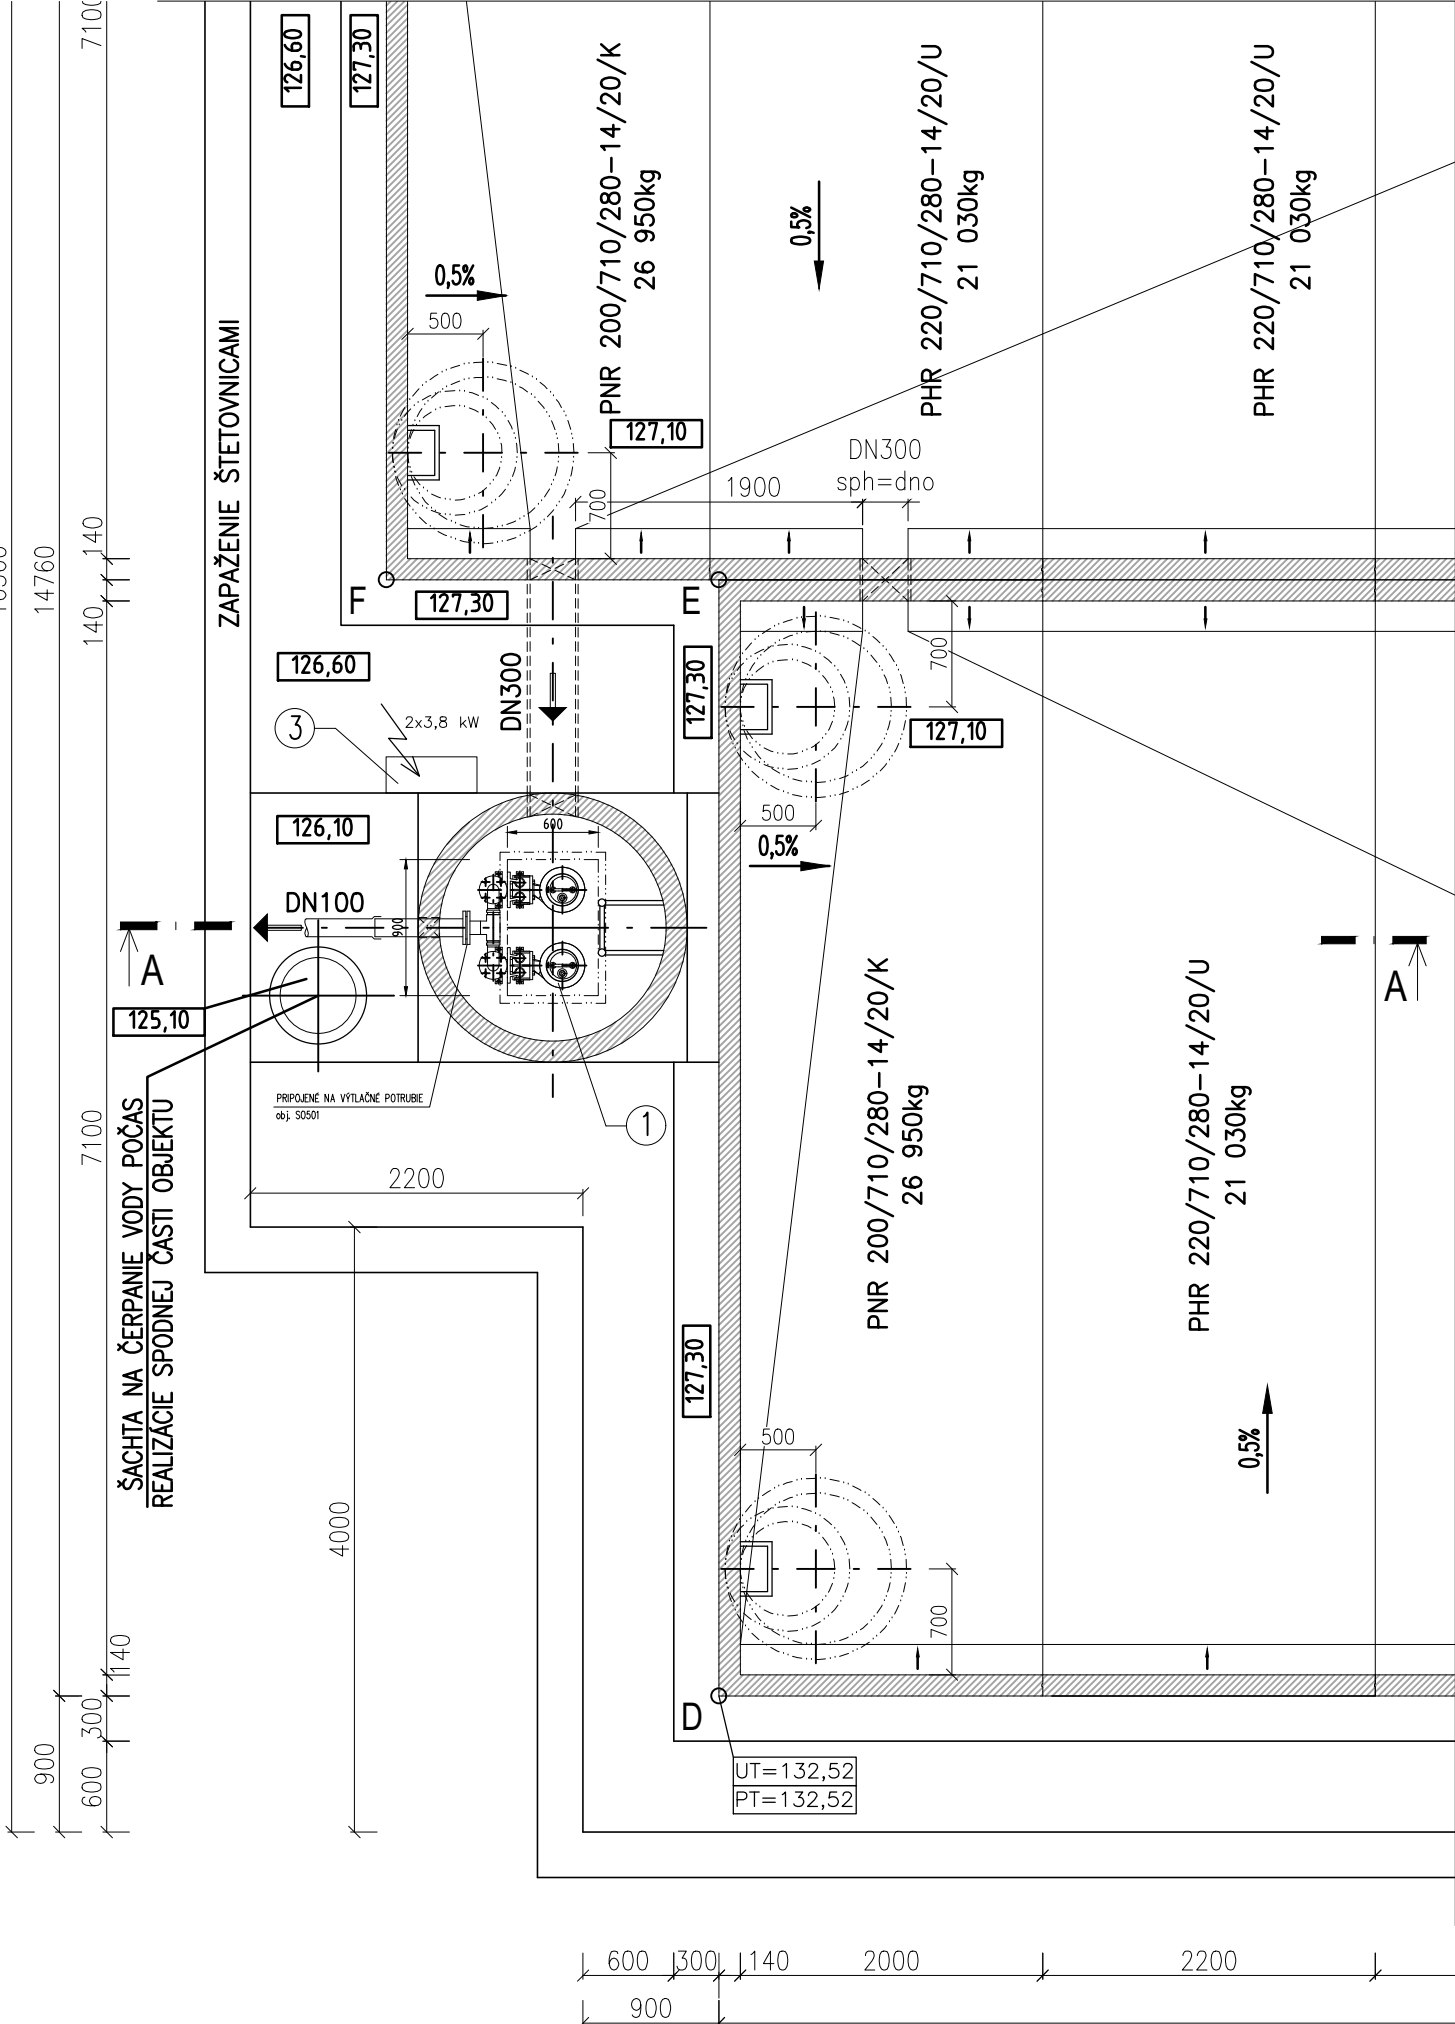 7100
126,60
127,30
PNR 200/710/280-14/20/K
26 950kg
PHR 220/710/280-14/20/U
21 030kg
PHR 220/710/280-14/20/U
21 030kg
0,5%
0,5%
500
ZAPAŽENIE ŠTETOVNICAMI
127,10
DN300
sph=dno
1900
700
140
14760
140
F
127,30
E
126,60
DN300
127,30
700
127,10
3
2x3,8 kW
500
0,5%
126,10
600
DN100
900
A
A
125,10
PRIPOJENÉ NA VÝTLAČNÉ POTRUBIE
obj. SO501
1
7100
ŠACHTA NA ČERPANIE VODY POČAS
REALIZÁCIE SPODNEJ ČASTI OBJEKTU
2200
PNR 200/710/280-14/20/K
26 950kg
PHR 220/710/280-14/20/U
21 030kg
127,30
500
0,5%
4000
700
140
300
900
600
D
UT=132,52
PT=132,52
600
300
140
2000
2200
900